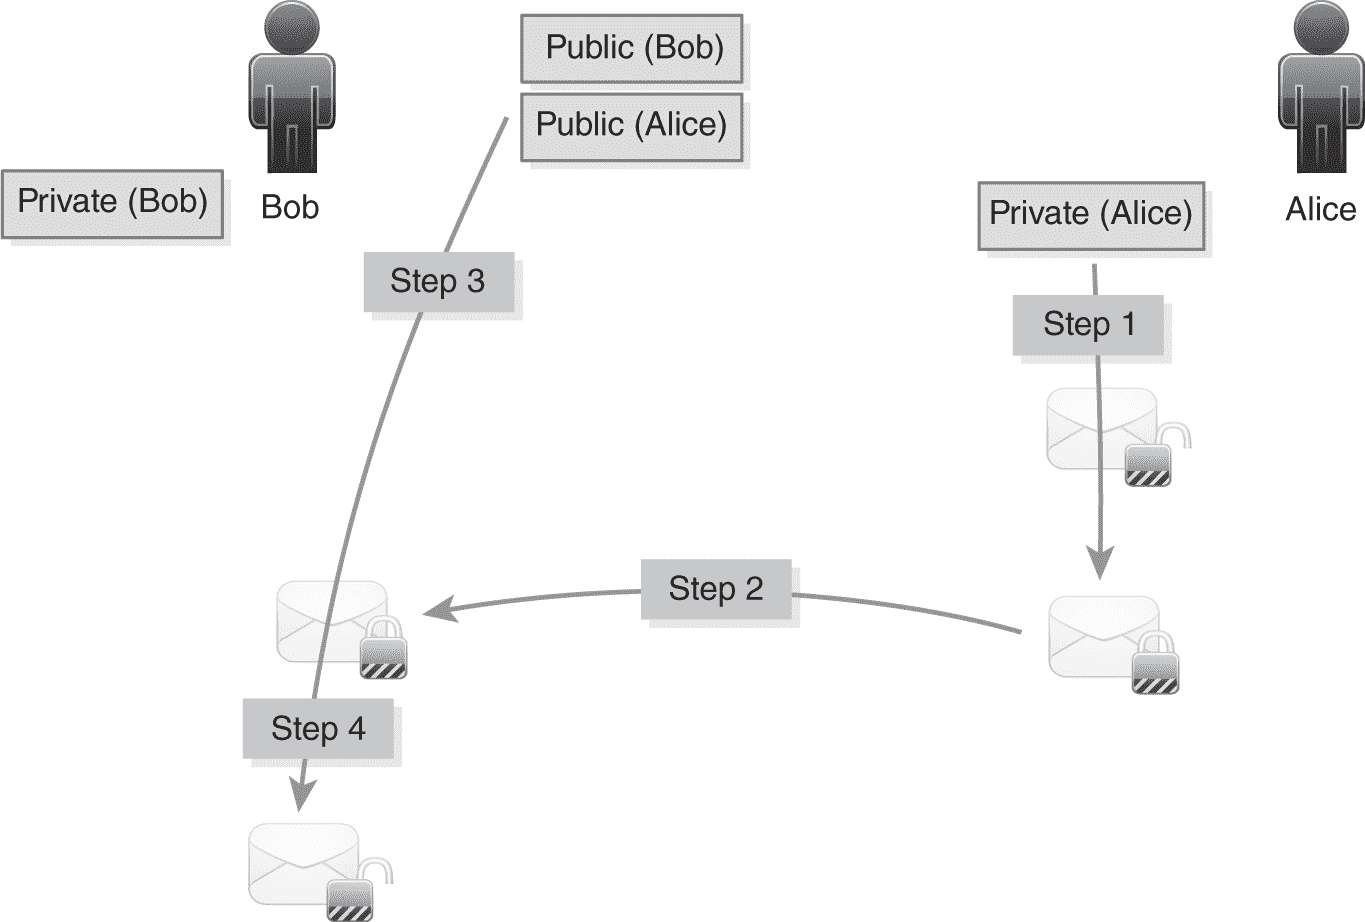 Public (Bob)
Public (Alice)
Private (Bob)
Bob
Private (Alice)
Alice
Step 3
Step 1
Step 2
Step 4